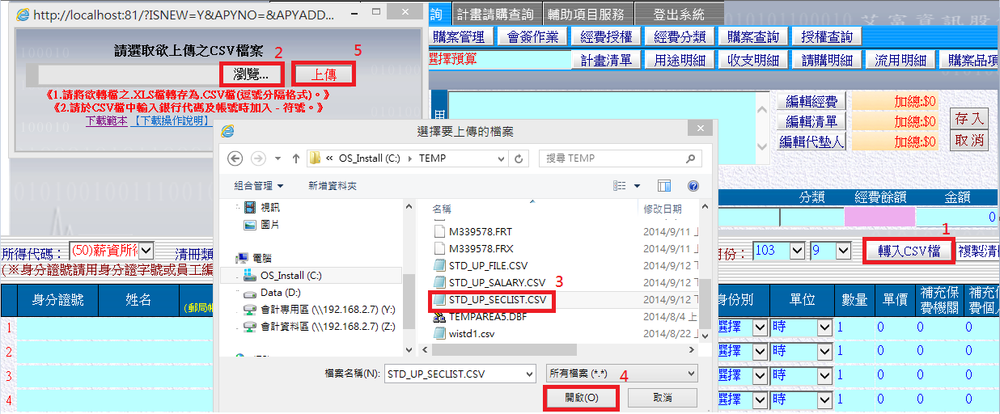 http://localhost:81/?ISNEW=Y&APYNO=&APYADD...
請選取欲上傳之CSV檔案
2
5
瀏覽...
上傳
《1.請將欲轉檔之.XLS檔轉存為.CSV檔(逗號分隔格式)。》
《2.請於CSV檔中輸入銀行代碼及帳號時加入 - 符號。》
下載範本 【下載操作說明】
詢 計畫請購查詢 輔助項目服務 登出系統
艾富資訊股
購案管理 會簽作業 經費授權 經費分類 購案查詢 授權查詢
選擇預算 計畫清單 用途明細 收支明細 請購明細 流用明細 購案品項
編輯經費 加總:$0
編輯清單 加總:$0
編輯代墊人 加總:$0
存入
取消
分類 經費餘額 金額
0
選擇要上傳的檔案
« OS_Install (C:) ▸ TEMP
搜尋 TEMP
組合管理 新增資料夾
視訊
圖片
電腦
OS_Install (C:)
Data (D:)
會計專用區 (\\192.168.2.7) (Y:)
會計資料區 (\\192.168.2.7) (Z:)
名稱 修改日期
M339578.FRT 2014/9/11 上
M339578.FRX 2014/9/11 上
STD_UP_FILE.CSV 2014/9/12 下
STD_UP_SALARY.CSV 2014/9/12 下
3
STD_UP_SECLIST.CSV 2014/9/12 下
TEMPAREA5.DBF 2014/8/4 上
wistd1.csv 2014/8/22 上
檔案名稱(N): STD_UP_SECLIST.CSV 所有檔案 (*.*)
4
開啟(O) 取消
1
所得代碼： (50)薪資所得 清冊類
月份： 103 9 轉入CSV檔 複製清冊
(※身分證號請用身分證字號或員工編
身分證號 姓名 (郵局帳
身份別 單位 數量 單價 補充保費機關 補充保費個人
1 選擇 時 1 0 0 0
2 選擇 時 1 0 0 0
3 選擇 時 1 0 0 0
4 選擇 時 1 0 0 0